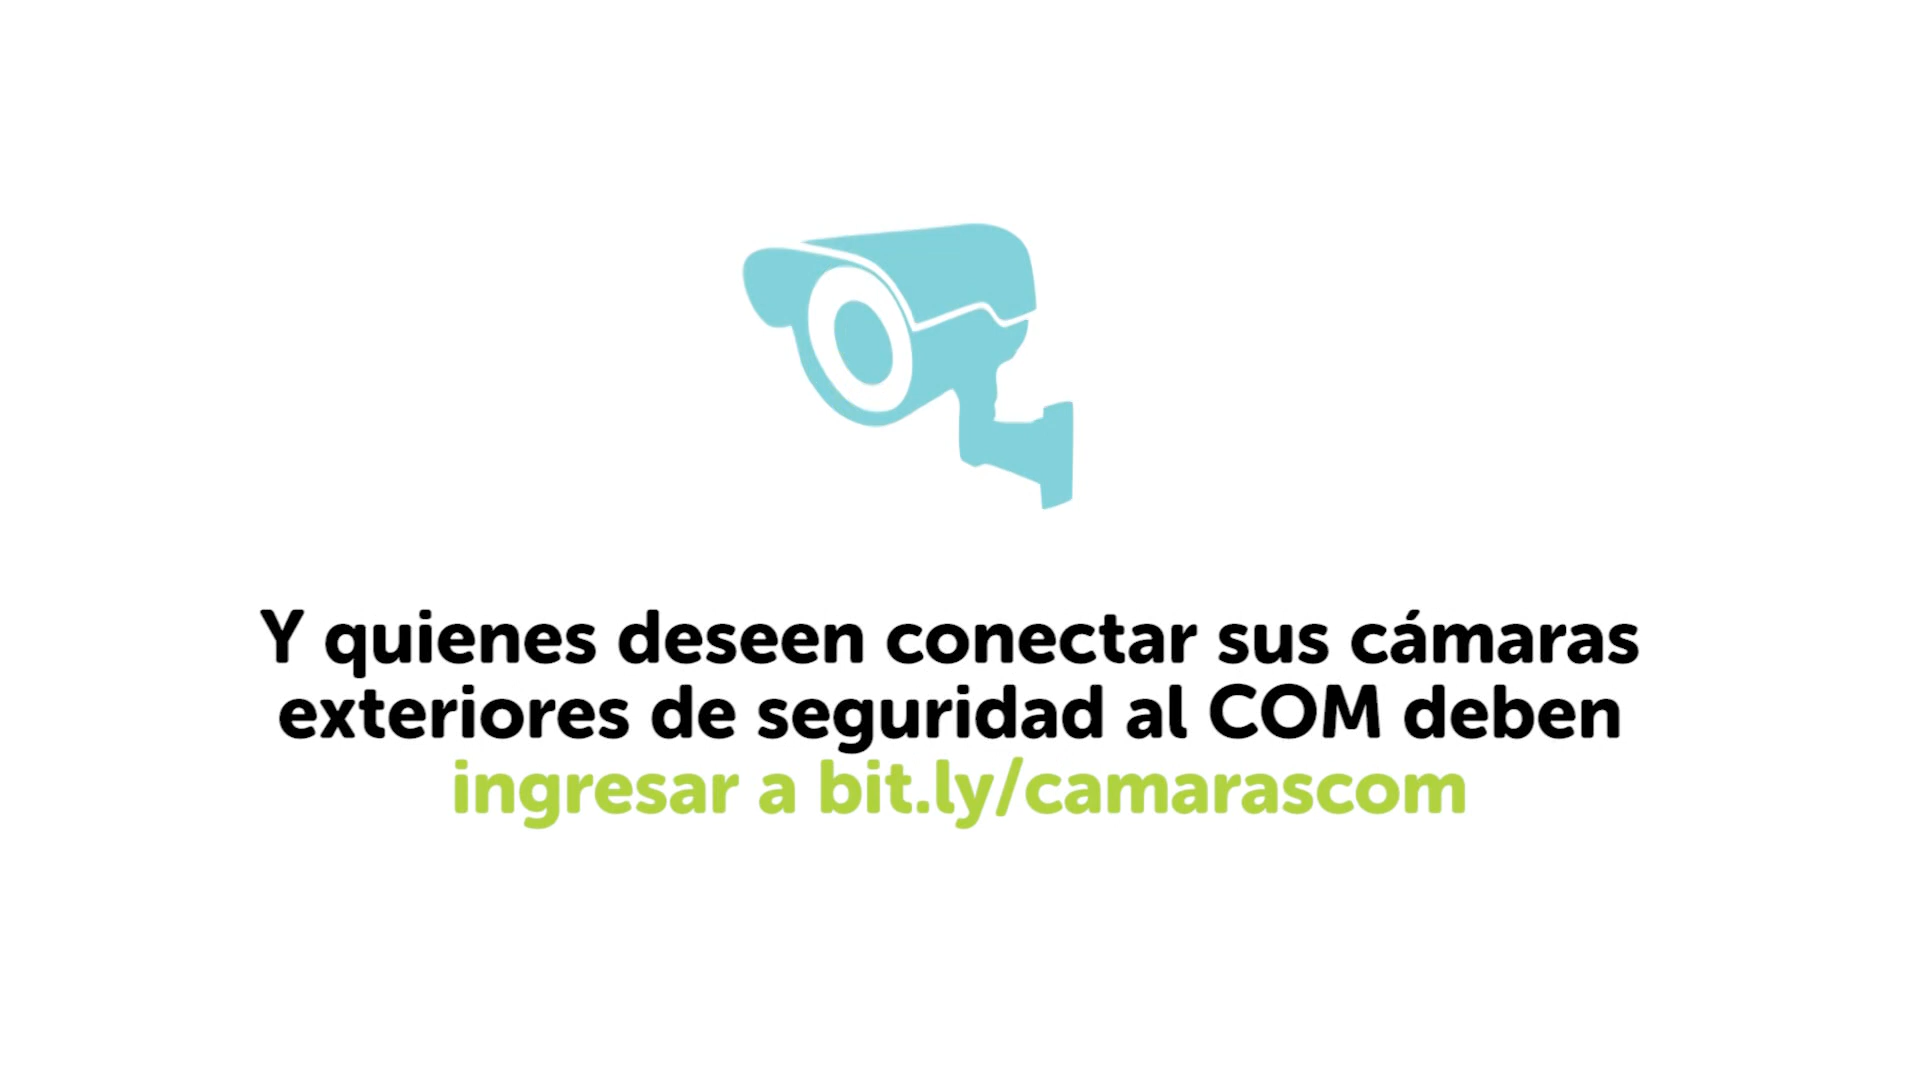 Y quienes deseen conectar sus cámaras
exteriores de seguridad al COM deben
ingresar a bit.ly/camarascom